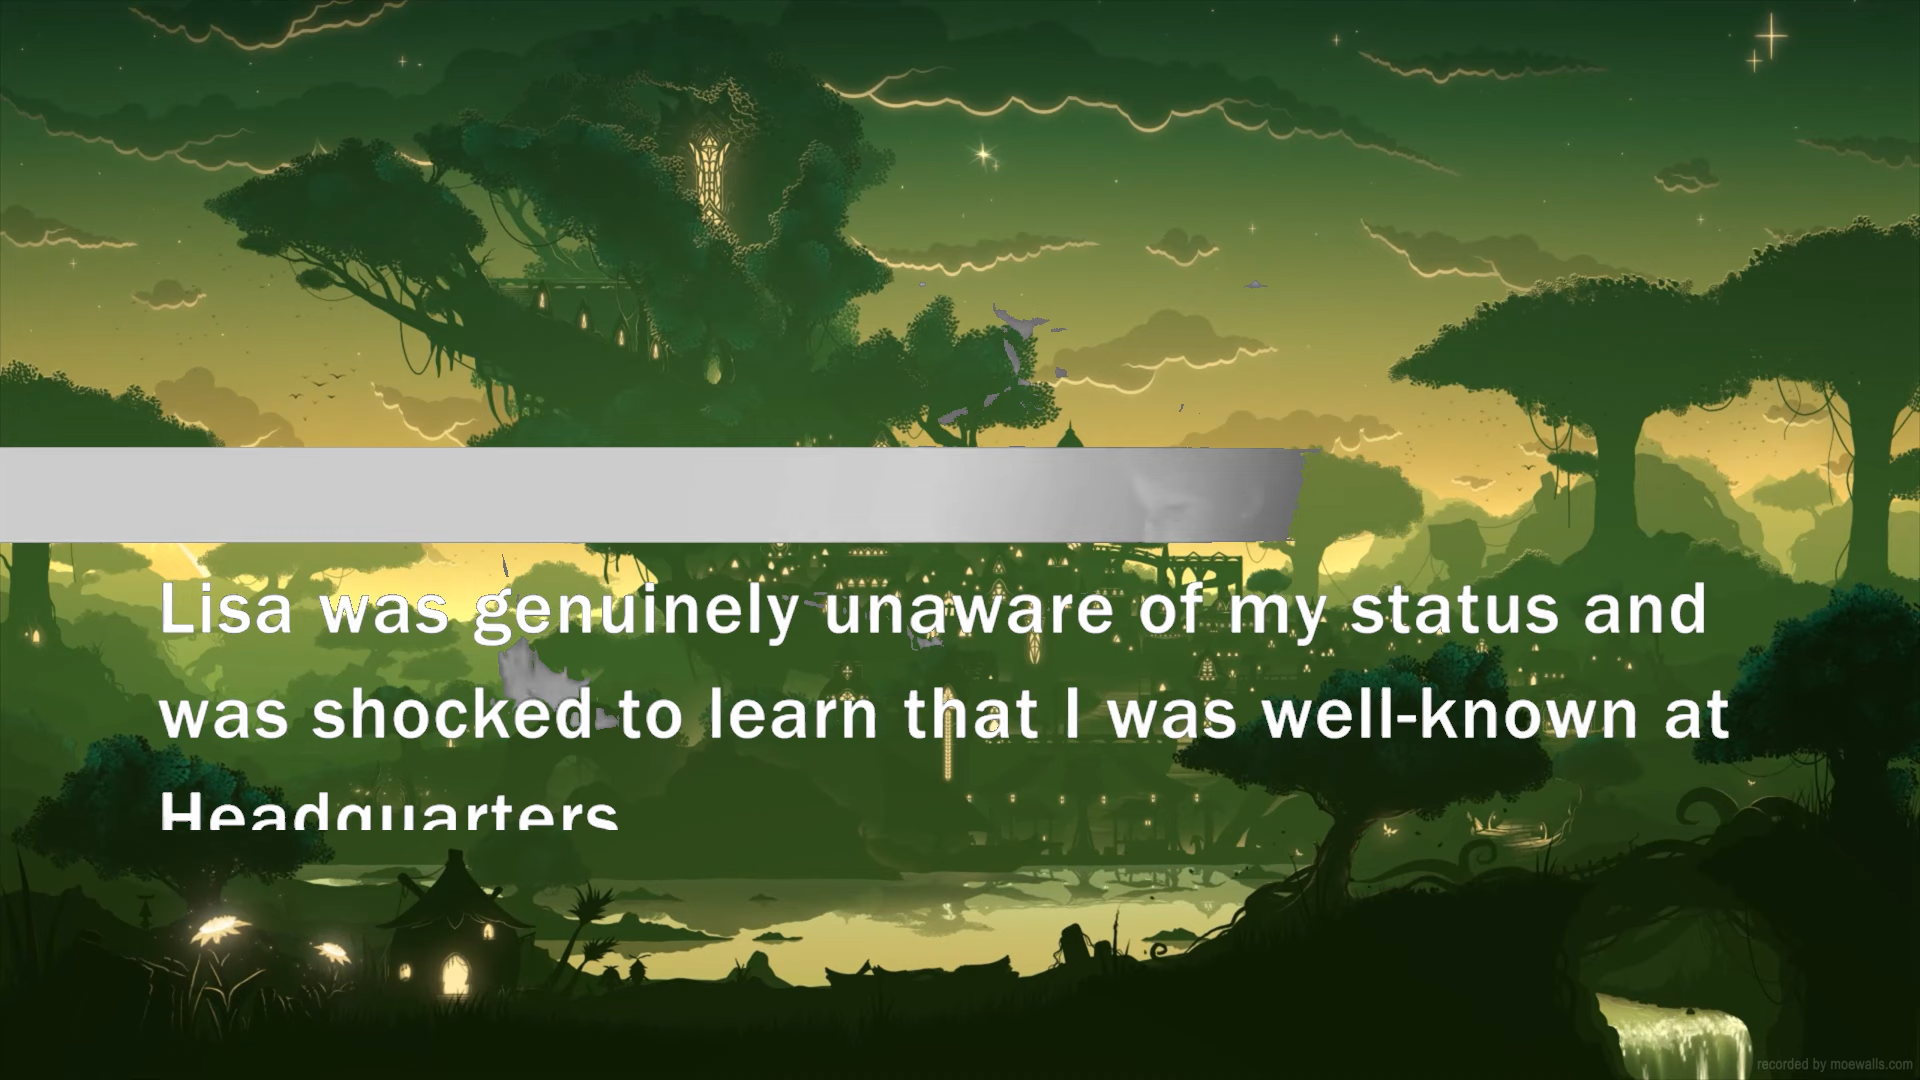 Lisa was genuinely unaware of my status and
was shocked to learn that I was well-known at
Headquarters
recorded by moewalls.com